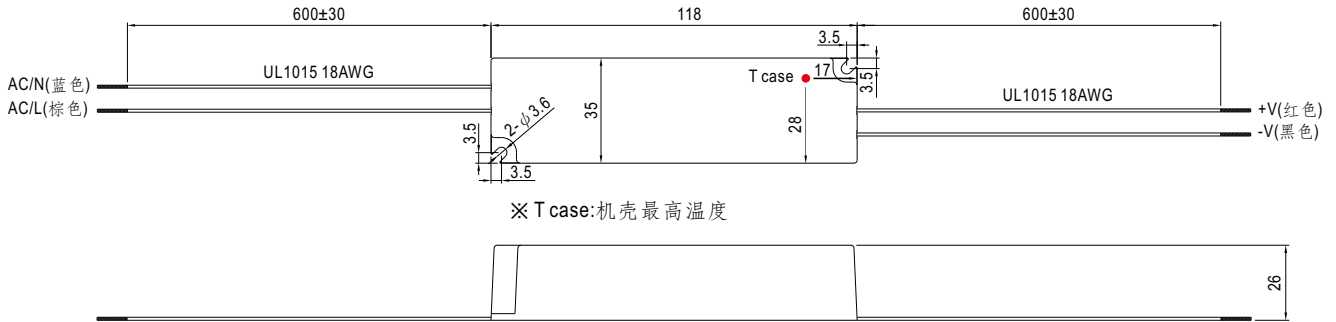 600±30
118
600±30
3.5
AC/N(蓝色)
UL1015 18AWG
T case
17
3.5
AC/L(棕色)
UL1015 18AWG
+V(红色)
35
28
-V(黑色)
2-φ3.6
3.5
3.5
※ T case:机壳最高温度
26